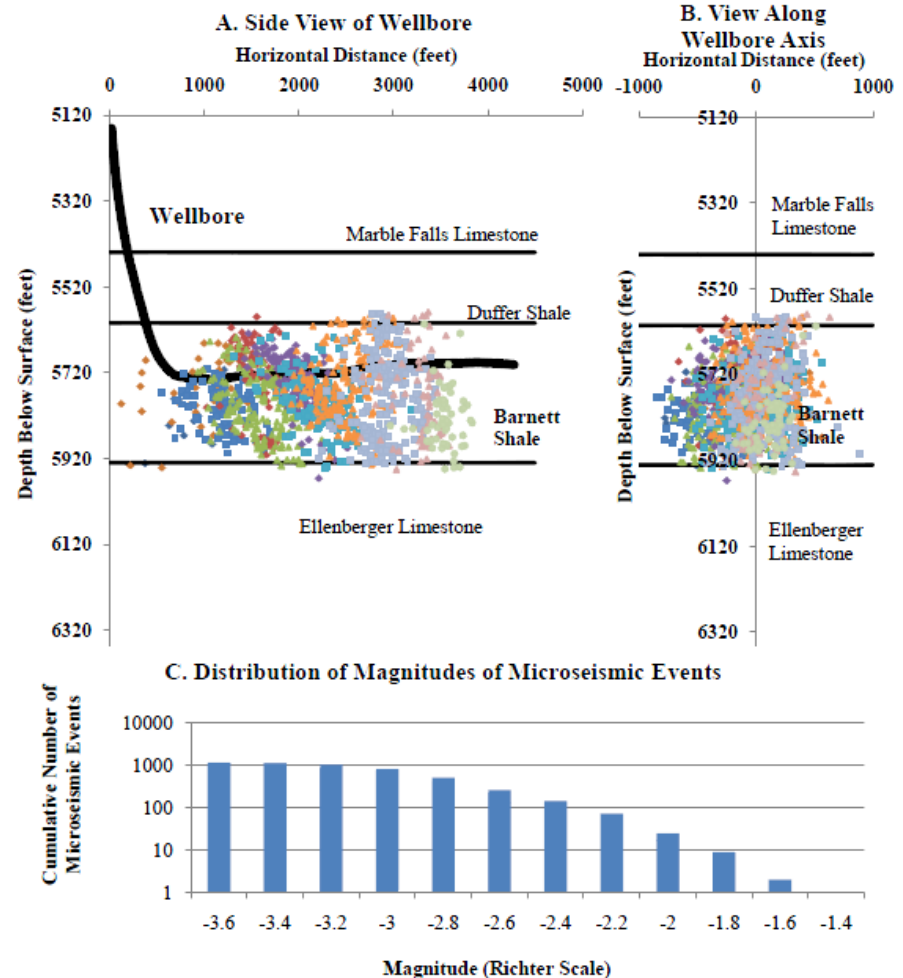 A. Side View of Wellbore
Horizontal Distance (feet)
0 1000 2000 3000 4000 5000
5120
5320
5520
5720
5920
6120
6320
Depth Below Surface (feet)
Wellbore
Marble Falls Limestone
Duffer Shale
Barnett
Shale
Ellenberger Limestone
B. View Along
Wellbore Axis
Horizontal Distance (feet)
-1000 0 1000
5120
5320
5520
5720
5920
6120
6320
Depth Below Surface (feet)
Marble Falls
Limestone
Duffer Shale
Barnett
Shale
Ellenberger
Limestone
C. Distribution of Magnitudes of Microseismic Events
Cumulative Number of
Microseismic Events
10000
1000
100
10
1
-3.6 -3.4 -3.2 -3 -2.8 -2.6 -2.4 -2.2 -2 -1.8 -1.6 -1.4
Magnitude (Richter Scale)